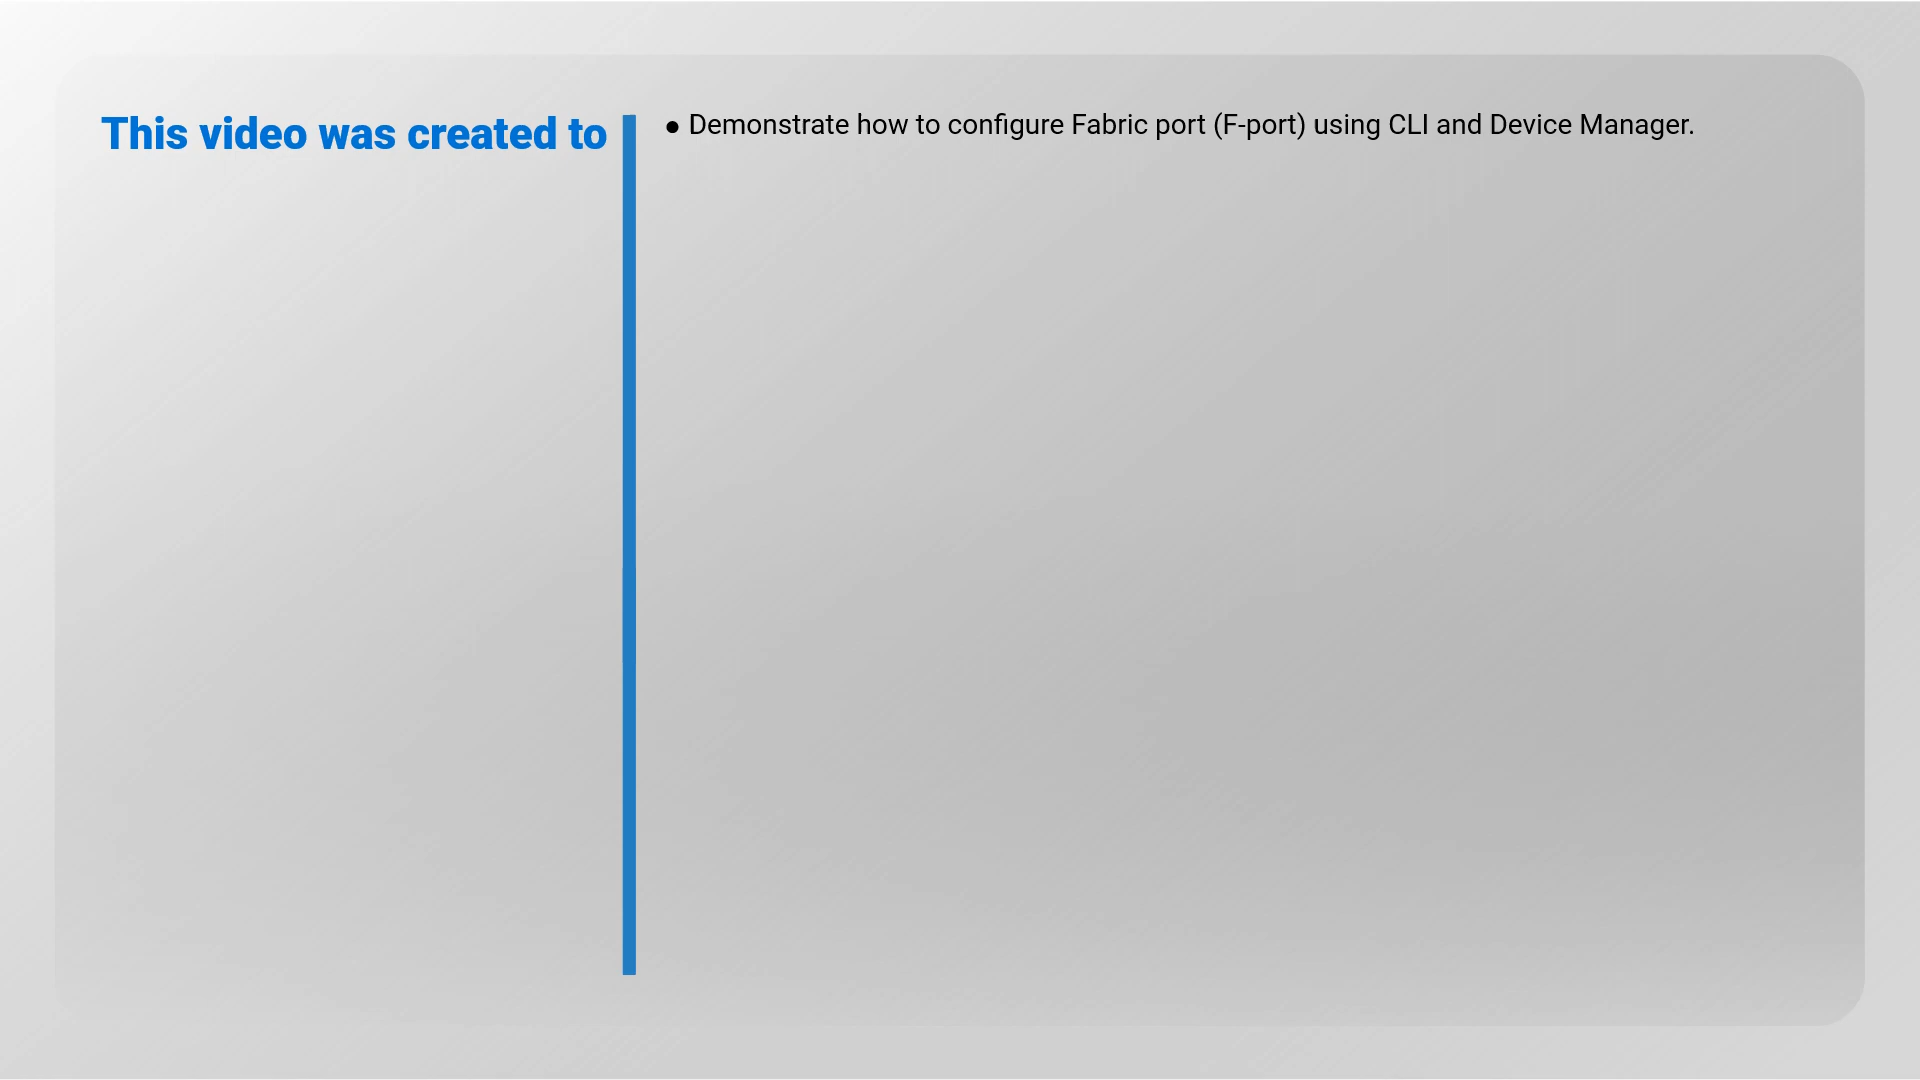 This video was created to
● Demonstrate how to configure Fabric port (F-port) using CLI and Device Manager.